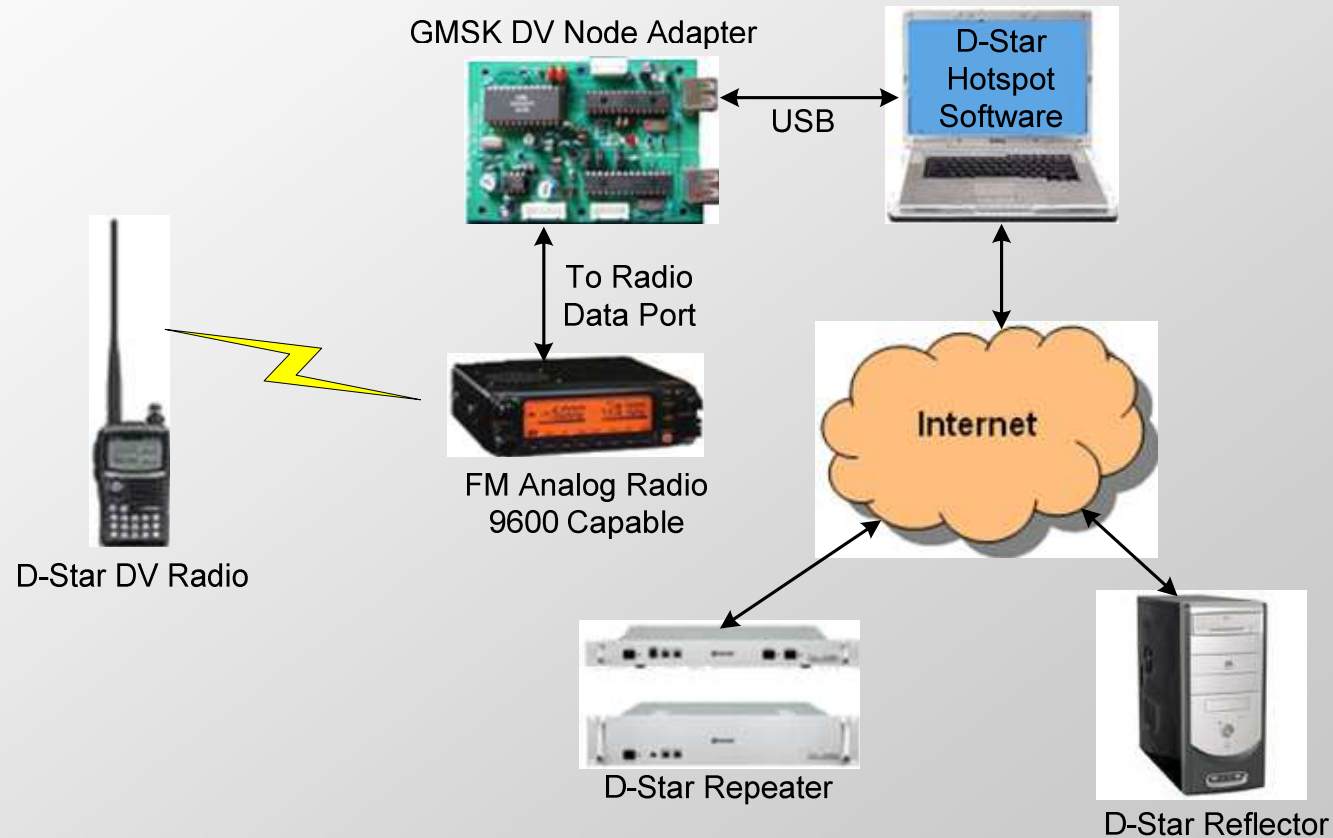 GMSK DV Node Adapter
D-Star
Hotspot
Software
USB
To Radio
Data Port
Internet
FM Analog Radio
9600 Capable
D-Star DV Radio
D-Star Repeater
D-Star Reflector